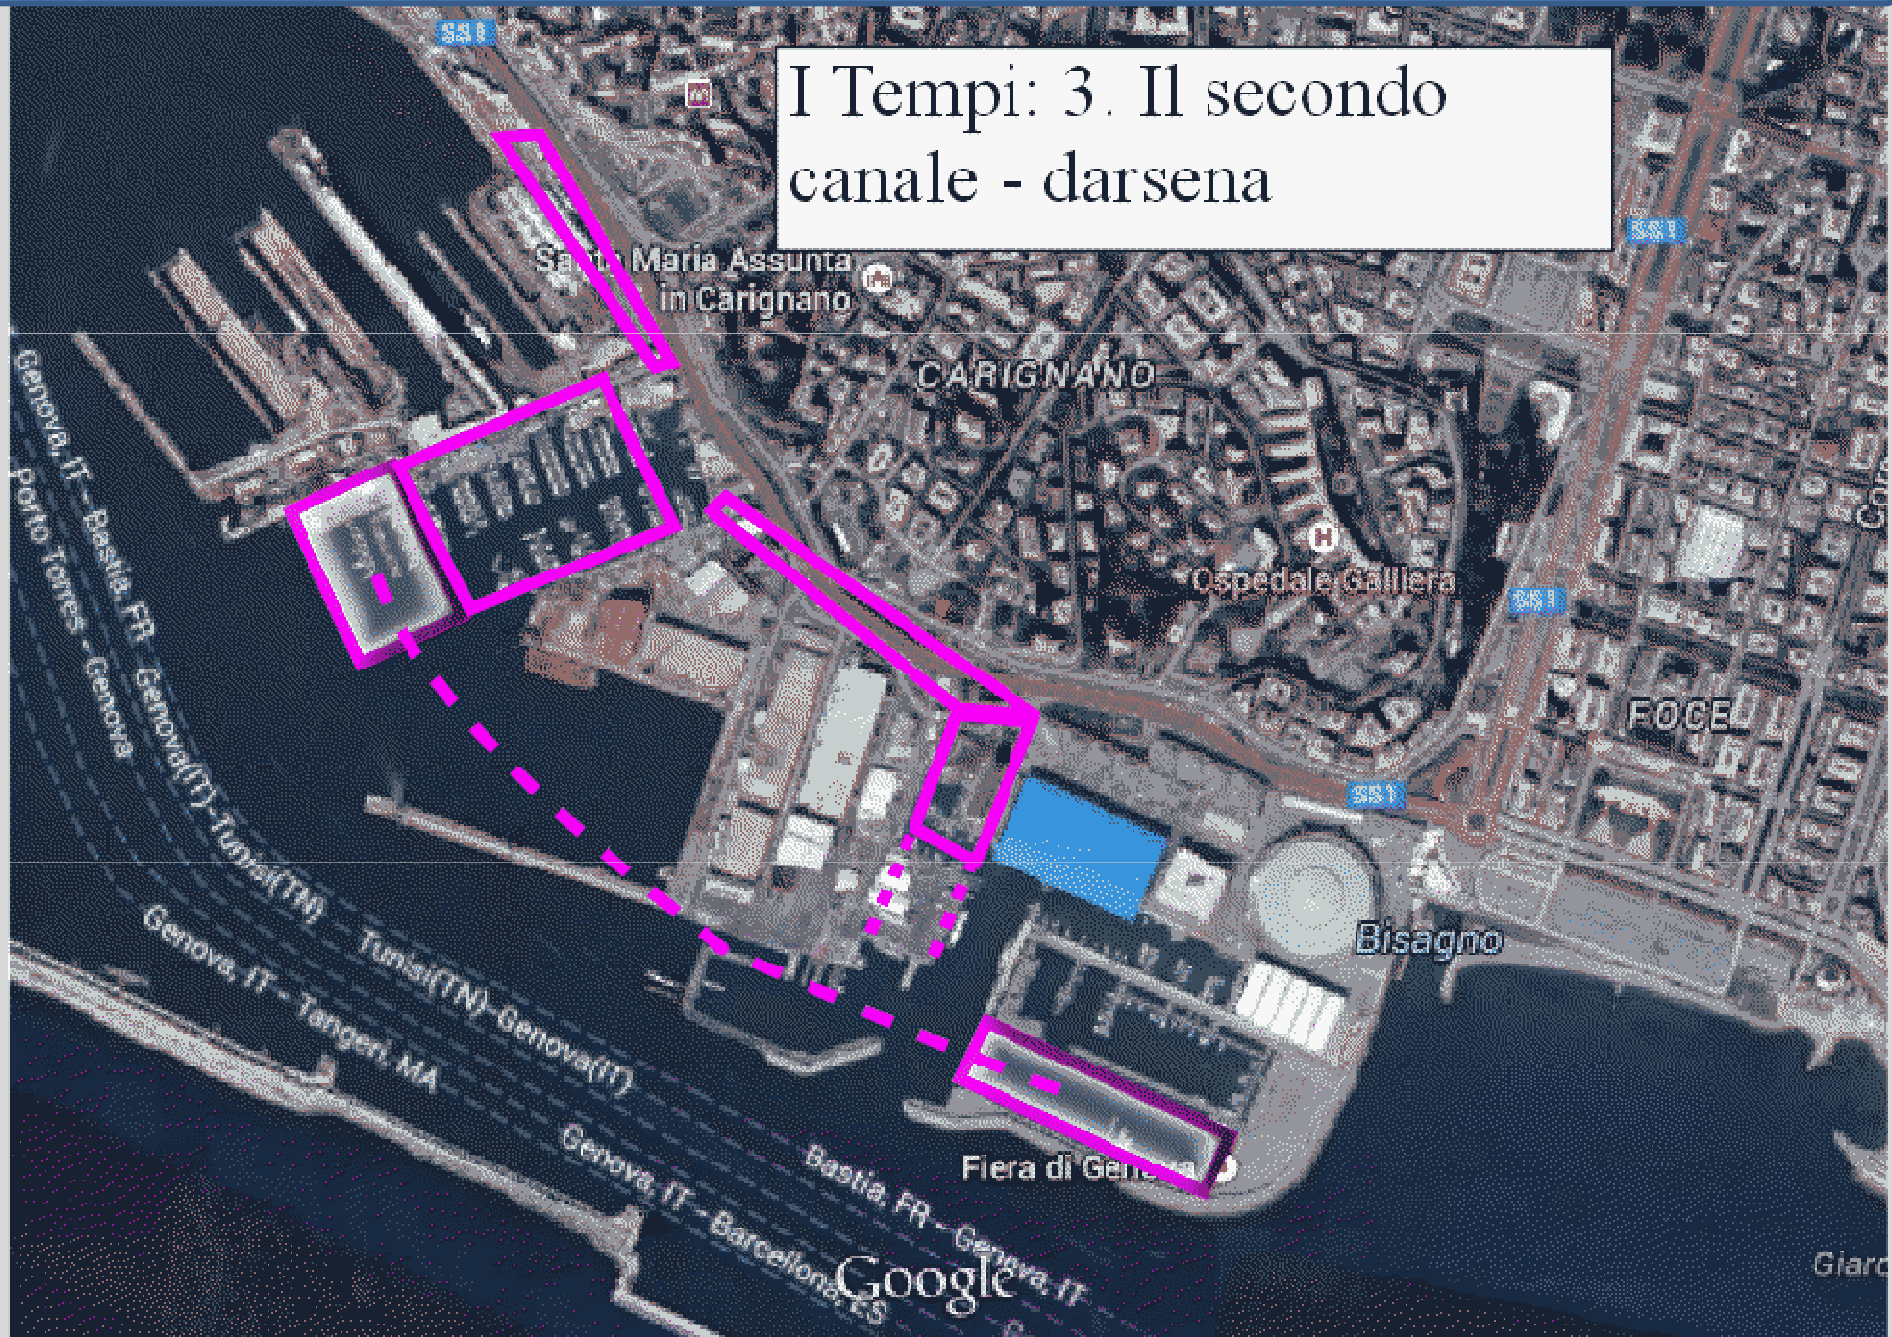 SS1
I Tempi: 3. Il secondo
canale - darsena
SS1
Santa Maria Assunta
in Carignano
CARIGNANO
Genova, IT - Bastia, FR
Porto Torres - Genova
H
Ospedale Galliera
SS1
FOCE
Genova(IT)-Tunisi(TN)
SS1
Bisagno
Genova, IT - Tangeri, MA
Tunisi(TN)-Genova(IT)
Genova, IT - Barcellona, ES
Bastia, FR - Genova, IT
Fiera di Genova
Google